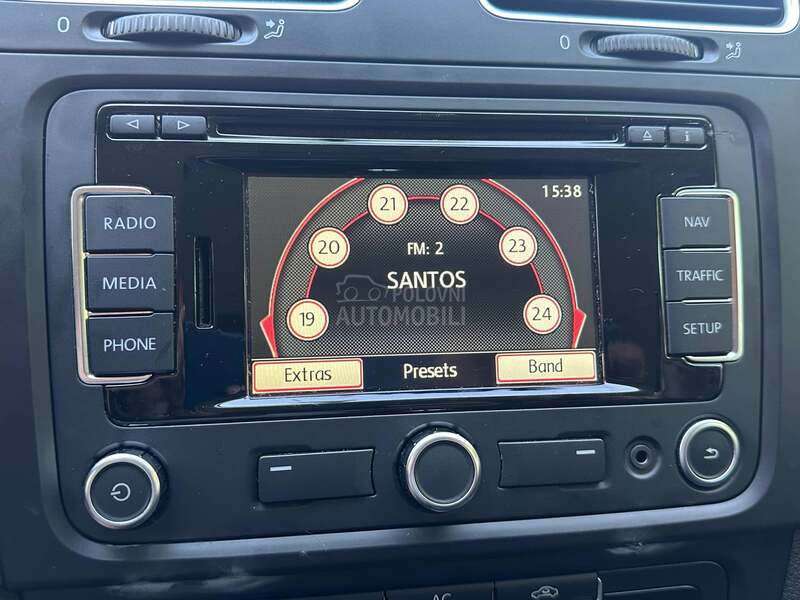 0
0
15:38
21
22
RADIO
NAV
20
FM: 2
23
MEDIA
SANTOS
TRAFFIC
POLOVNI
AUTOMOBILI
19
24
PHONE
SETUP
Extras
Presets
Band
AC